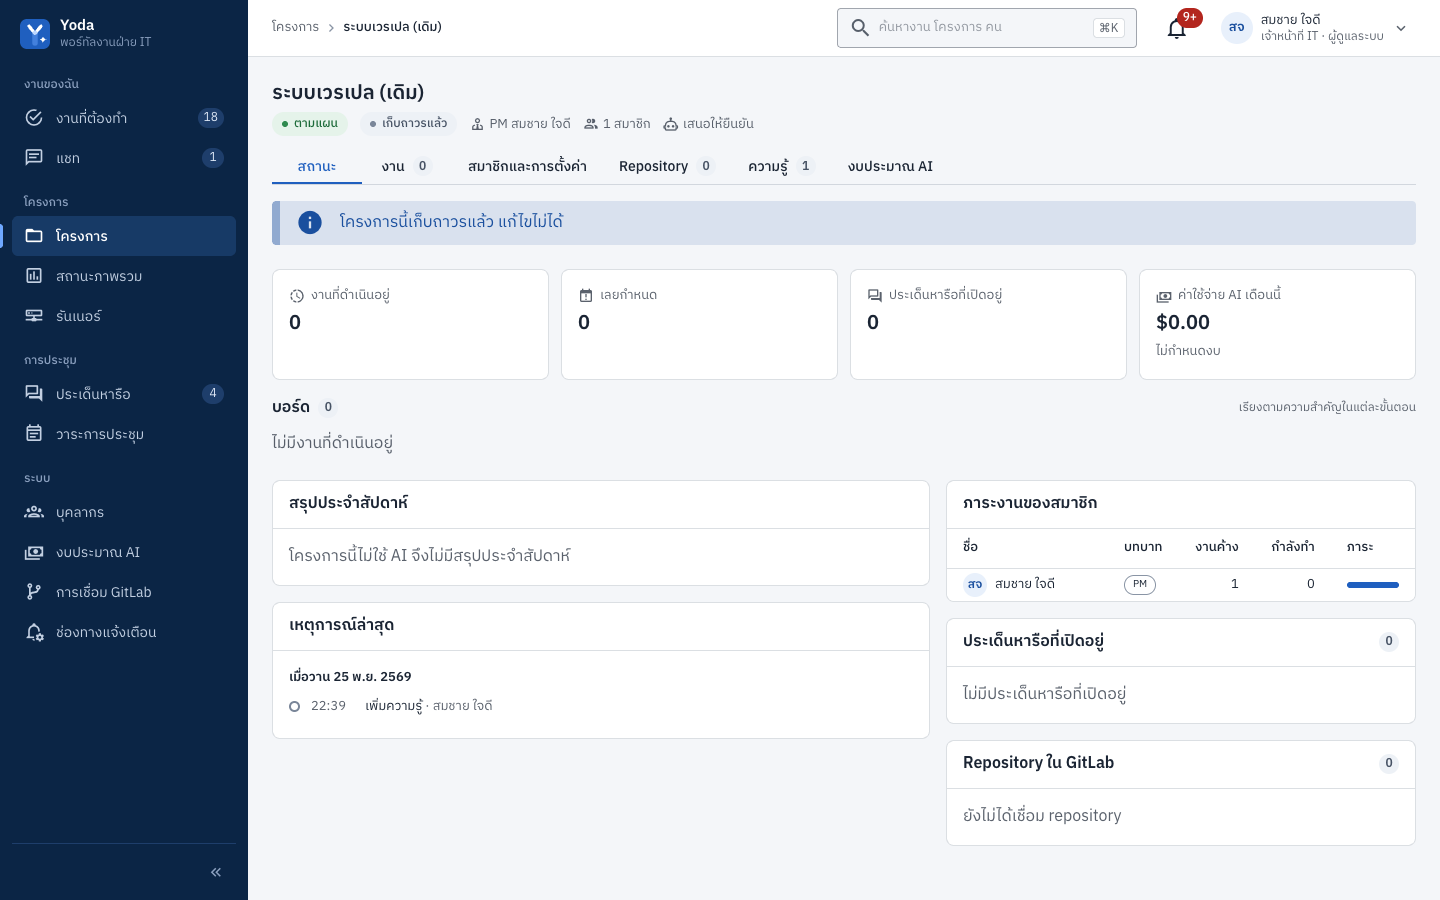 Yoda
พอร์ทัลงานฝ่าย IT
งานของฉัน
งานที่ต้องทำ 18
แชท 1
โครงการ
โครงการ
สถานะภาพรวม
รันเนอร์
การประชุม
ประเด็นหารือ 4
วาระการประชุม
ระบบ
บุคลากร
งบประมาณ AI
การเชื่อม GitLab
ช่องทางแจ้งเตือน
โครงการ > ระบบเวรเปล (เดิม)
ค้นหางาน โครงการ คน ⌘K
9+
สจ สมชาย ใจดี
เจ้าหน้าที่ IT · ผู้ดูแลระบบ
ระบบเวรเปล (เดิม)
ตามแผน เก็บถาวรแล้ว PM สมชาย ใจดี 1 สมาชิก เสนอให้ยืนยัน
สถานะ งาน 0 สมาชิกและการตั้งค่า Repository 0 ความรู้ 1 งบประมาณ AI
โครงการนี้เก็บถาวรแล้ว แก้ไขไม่ได้
งานที่ดำเนินอยู่
0
เลยกำหนด
0
ประเด็นหารือที่เปิดอยู่
0
ค่าใช้จ่าย AI เดือนนี้
$0.00
ไม่กำหนดงบ
บอร์ด 0
เรียงตามความสำคัญในแต่ละขั้นตอน
ไม่มีงานที่ดำเนินอยู่
สรุปประจำสัปดาห์
โครงการนี้ไม่ใช้ AI จึงไม่มีสรุปประจำสัปดาห์
เหตุการณ์ล่าสุด
เมื่อวาน 25 พ.ย. 2569
22:39 เพิ่มความรู้ · สมชาย ใจดี
ภาระงานของสมาชิก
ชื่อ บทบาท งานค้าง กำลังทำ ภาระ
สจ สมชาย ใจดี PM 1 0
ประเด็นหารือที่เปิดอยู่ 0
ไม่มีประเด็นหารือที่เปิดอยู่
Repository ใน GitLab 0
ยังไม่ได้เชื่อม repository